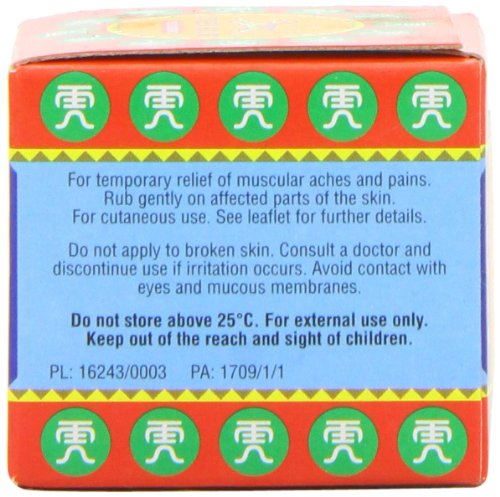 For temporary relief of muscular aches and pains.
Rub gently on affected parts of the skin.
For cutaneous use. See leaflet for further details.
Do not apply to broken skin. Consult a doctor and
discontinue use if irritation occurs. Avoid contact with
eyes and mucous membranes.
Do not store above 25°C. For external use only.
Keep out of the reach and sight of children.
PL: 16243/0003 PA: 1709/1/1